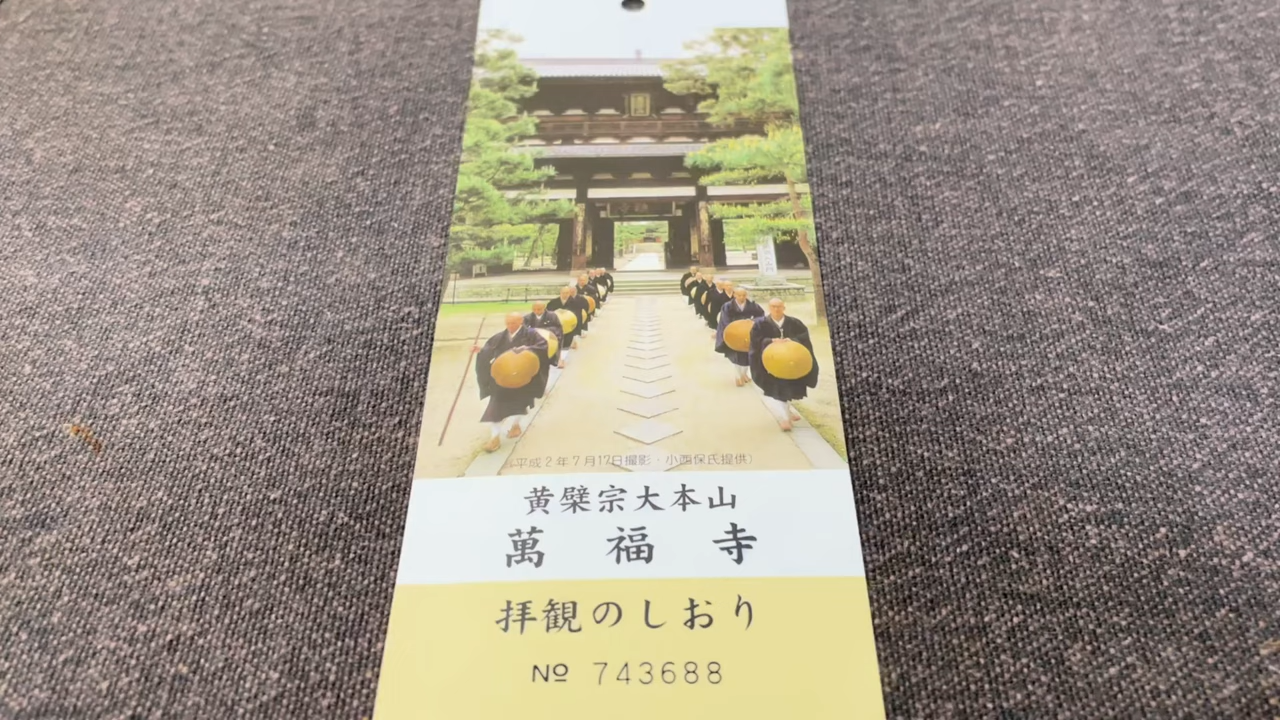 (平成2年7月17日撮影・小西保氏提供)
黄檗宗大本山
萬福寺
拝観のしおり
№ 743688